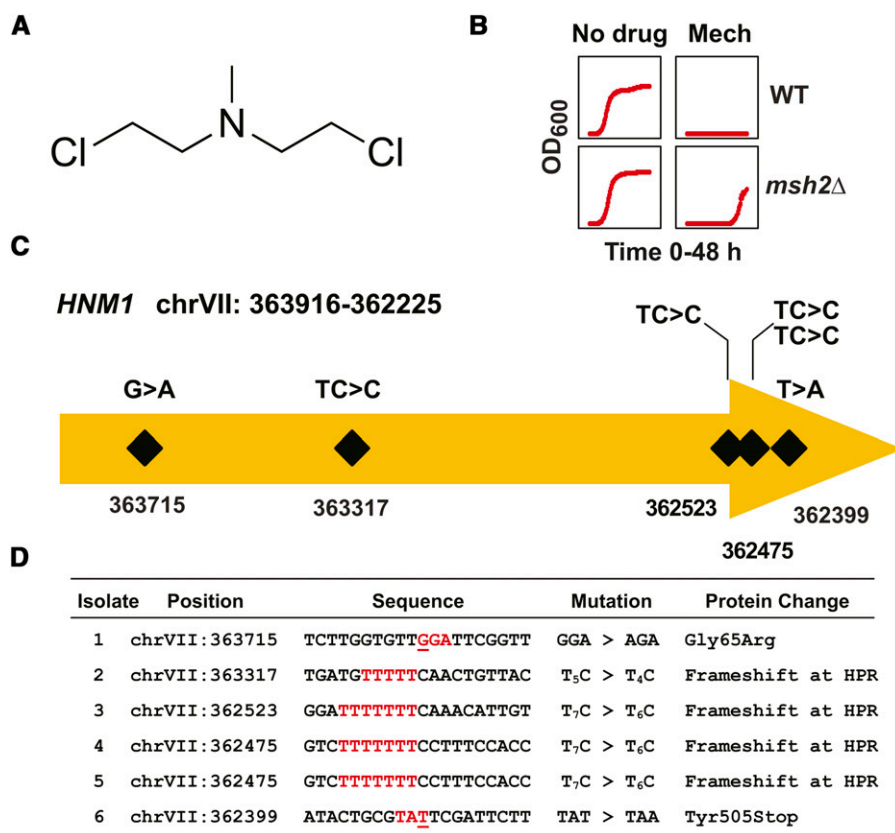 A
Cl
N
Cl
B
No drug Mech
OD600
WT
msh2Δ
Time 0-48 h
C
HNM1 chrVII: 363916-362225
TC>C
TC>C
TC>C
G>A
TC>C
T>A
363715
363317
362523
362399
362475
D
Isolate Position Sequence Mutation Protein Change
1 chrVII:363715 TCTTGGTGTTGGATTCGGTT GGA > AGA Gly65Arg
2 chrVII:363317 TGATGTTTTTCAACTGTTAC T5C > T4C Frameshift at HPR
3 chrVII:362523 GGATTTTTTTCAAACATTGT T7C > T6C Frameshift at HPR
4 chrVII:362475 GTCTTTTTTTCCTTTCCACC T7C > T6C Frameshift at HPR
5 chrVII:362475 GTCTTTTTTTCCTTTCCACC T7C > T6C Frameshift at HPR
6 chrVII:362399 ATACTGCGTATTCGATTCTT TAT > TAA Tyr505Stop